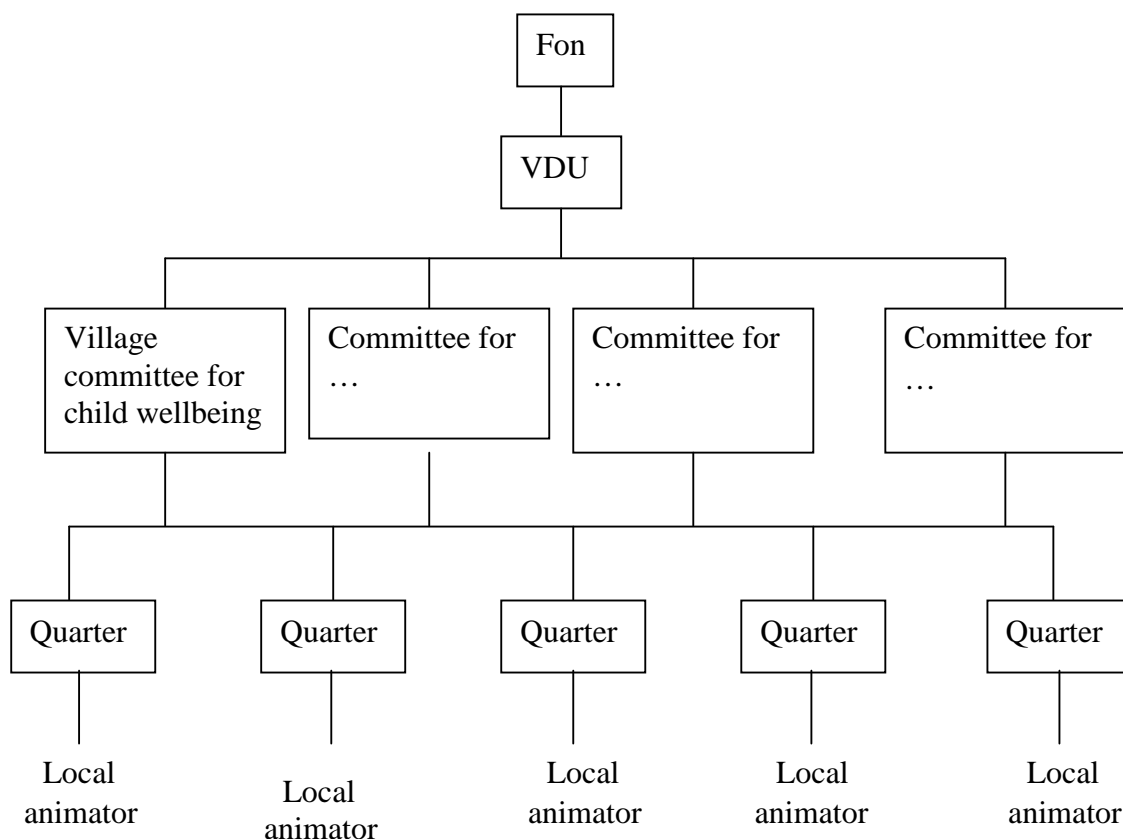 Fon
VDU
Village
committee for
child wellbeing
Committee for
…
Committee for
…
Committee for
…
Quarter
Quarter
Quarter
Quarter
Quarter
Local
animator
Local
animator
Local
animator
Local
animator
Local
animator